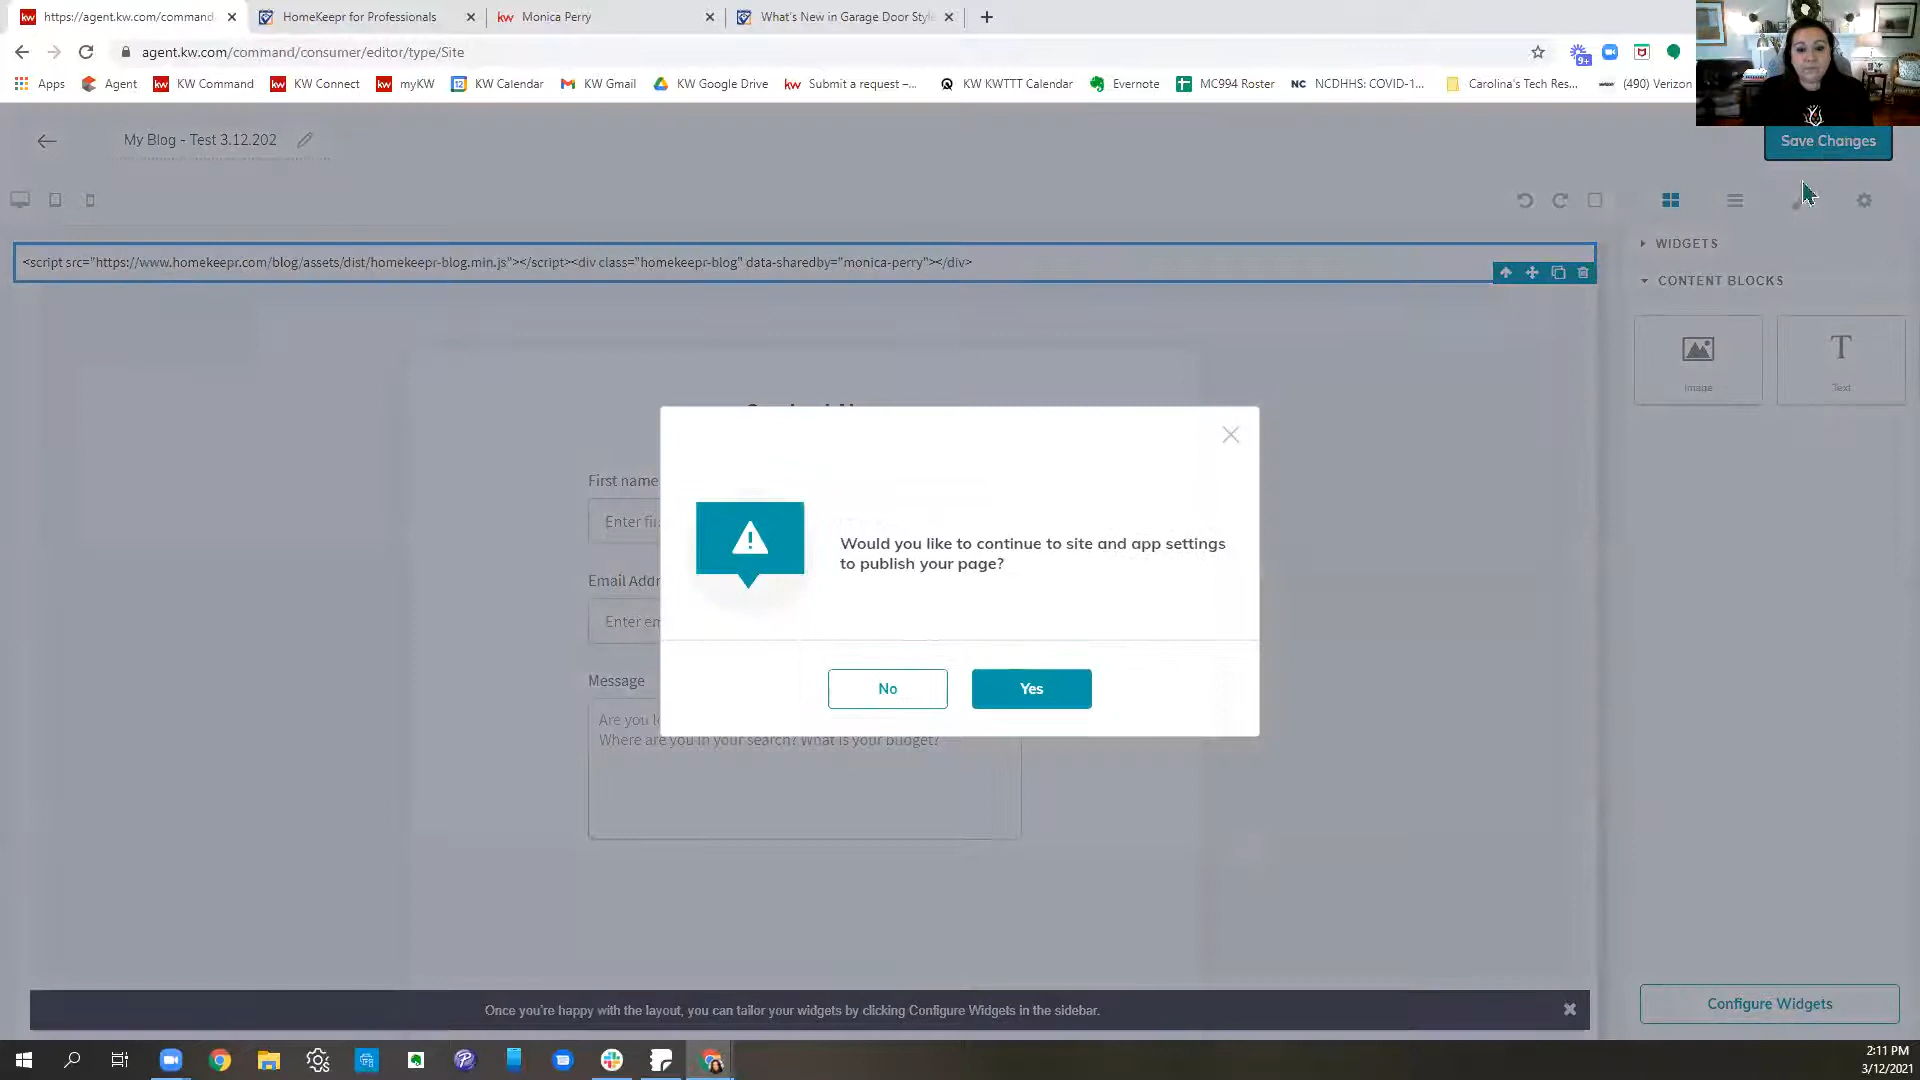 https://agent.kw.com/command
HomeKeepr for Professionals
kw Monica Perry
What's New in Garage Door Style
agent.kw.com/command/consumer/editor/type/Site
9+
Apps
Agent
kw KW Command
kw KW Connect
kw myKW
KW Calendar
KW Gmail
KW Google Drive
kw Submit a request –...
KW KWTTT Calendar
Evernote
MC994 Roster
NC NCDHHS: COVID-1...
Carolina's Tech Res...
(490) Verizon
My Blog - Test 3.12.202
Save Changes
WIDGETS
<script src="https://www.homekeepr.com/blog/assets/dist/homekeepr-blog.min.js"></script><div class="homekeepr-blog" data-sharedby="monica-perry"></div>
CONTENT BLOCKS
Image
Text
First name
Enter fi
Would you like to continue to site and app settings
to publish your page?
Email Addr
Enter em
Message
No
Yes
Are you l
Where are you in your search? What is your budget?
Once you're happy with the layout, you can tailor your widgets by clicking Configure Widgets in the sidebar.
Configure Widgets
2:11 PM
3/12/2021